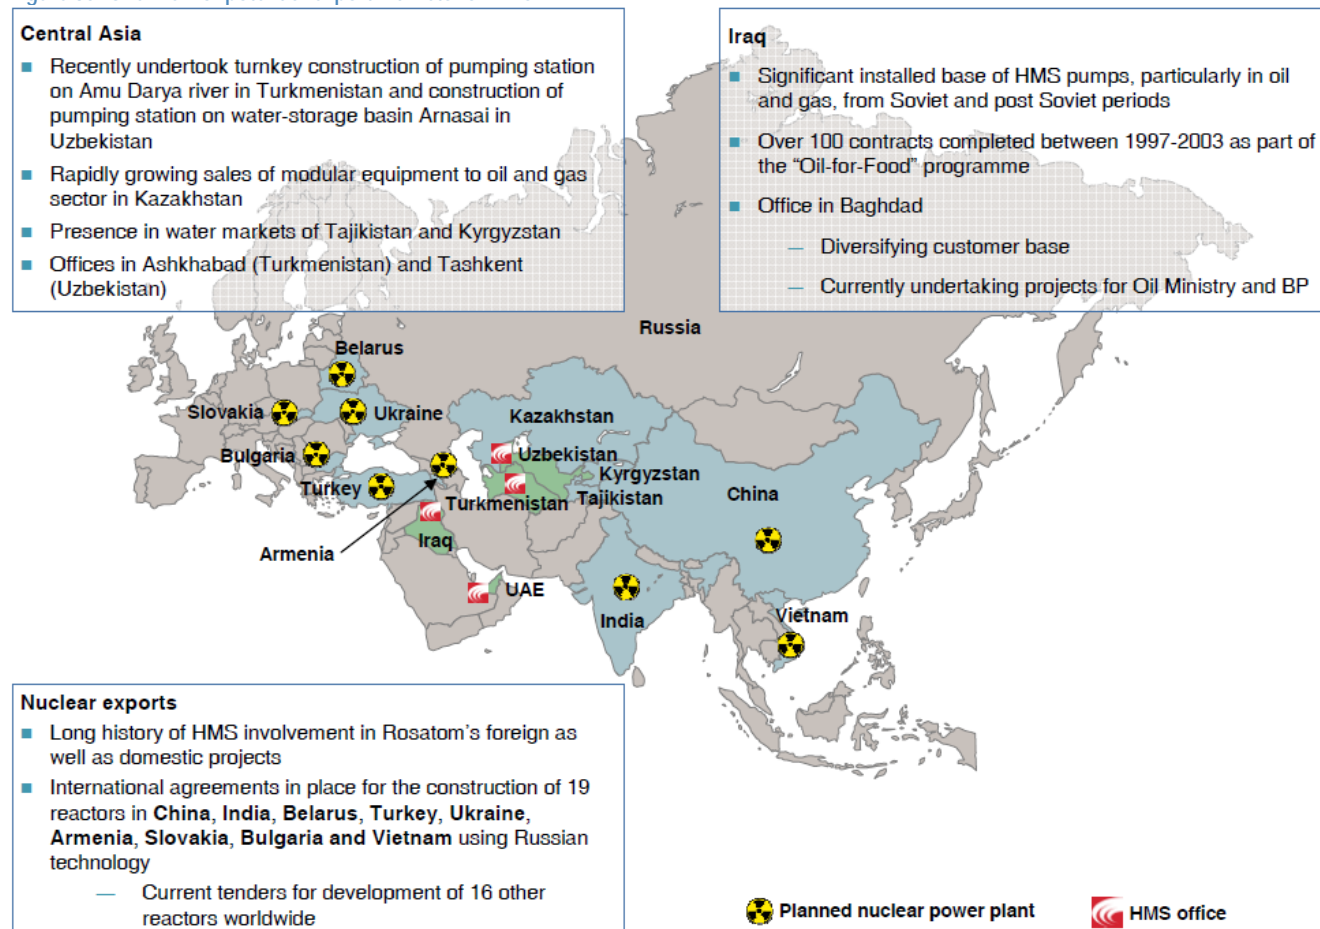 Central Asia
■ Recently undertook turnkey construction of pumping station
on Amu Darya river in Turkmenistan and construction of
pumping station on water-storage basin Arnasai in
Uzbekistan
■ Rapidly growing sales of modular equipment to oil and gas
sector in Kazakhstan
■ Presence in water markets of Tajikistan and Kyrgyzstan
■ Offices in Ashkhabad (Turkmenistan) and Tashkent
(Uzbekistan)
Iraq
■ Significant installed base of HMS pumps, particularly in oil
and gas, from Soviet and post Soviet periods
■ Over 100 contracts completed between 1997-2003 as part of
the “Oil-for-Food” programme
■ Office in Baghdad
— Diversifying customer base
— Currently undertaking projects for Oil Ministry and BP
Russia
Belarus
Slovakia
Ukraine
Kazakhstan
Bulgaria
Uzbekistan
Kyrgyzstan
Turkey
Turkmenistan
Tajikistan
China
Armenia
Iraq
UAE
India
Vietnam
Nuclear exports
■ Long history of HMS involvement in Rosatom’s foreign as
well as domestic projects
■ International agreements in place for the construction of 19
reactors in China, India, Belarus, Turkey, Ukraine,
Armenia, Slovakia, Bulgaria and Vietnam using Russian
technology
— Current tenders for development of 16 other
reactors worldwide
Planned nuclear power plant
HMS office